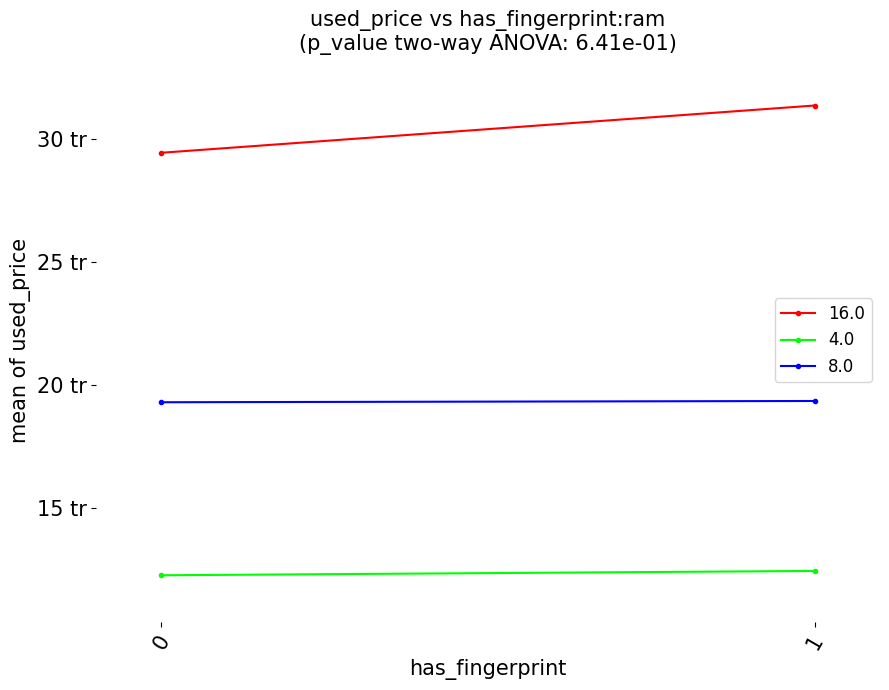 used_price vs has_fingerprint:ram
(p_value two-way ANOVA: 6.41e-01)
30 tr
25 tr
20 tr
15 tr
mean of used_price
16.0
4.0
8.0
0
1
has_fingerprint